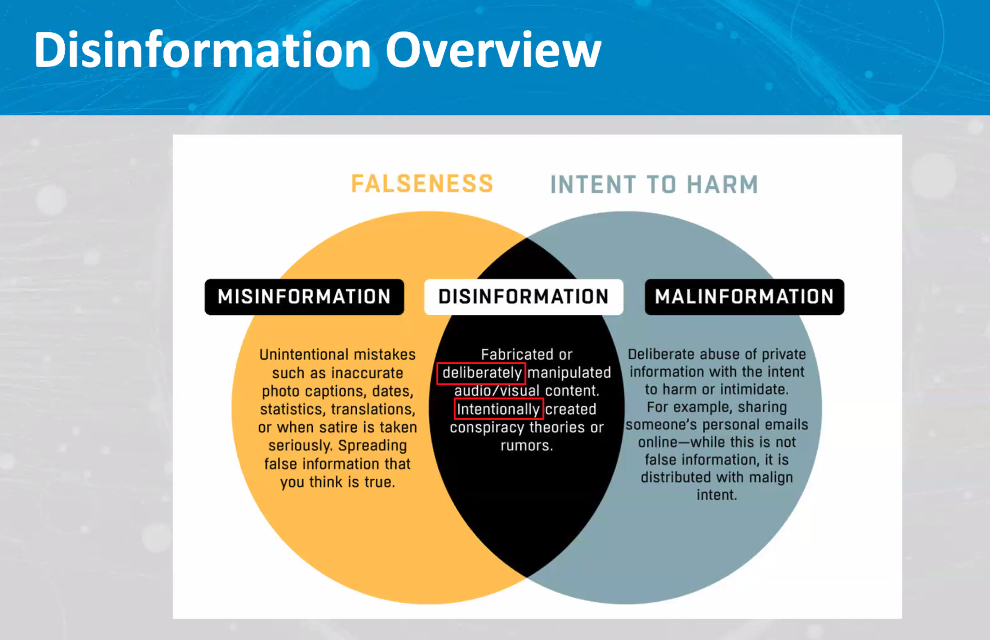 Disinformation Overview
FALSENESS
INTENT TO HARM
MISINFORMATION
Unintentional mistakes
such as inaccurate
photo captions, dates,
statistics, translations,
or when satire is taken
seriously. Spreading
false information that
you think is true.
DISINFORMATION
Fabricated or
deliberately manipulated
audio/visual content.
Intentionally created
conspiracy theories or
rumors.
MALINFORMATION
Deliberate abuse of private
information with the intent
to harm or intimidate.
For example, sharing
someone's personal emails
online—while this is not
false information, it is
distributed with malign
intent.